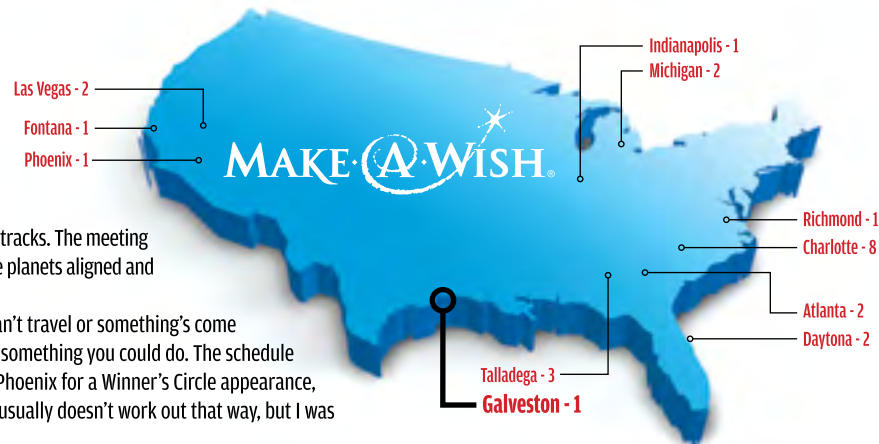 Indianapolis - 1
Michigan - 2
Las Vegas - 2
Fontana - 1
Phoenix - 1
MAKE·A·WISH®
tracks. The meeting
e planets aligned and
an't travel or something's come
something you could do. The schedule
Phoenix for a Winner's Circle appearance,
usually doesn't work out that way, but I was
Richmond - 1
Charlotte - 8
Atlanta - 2
Daytona - 2
Talladega - 3
Galveston - 1